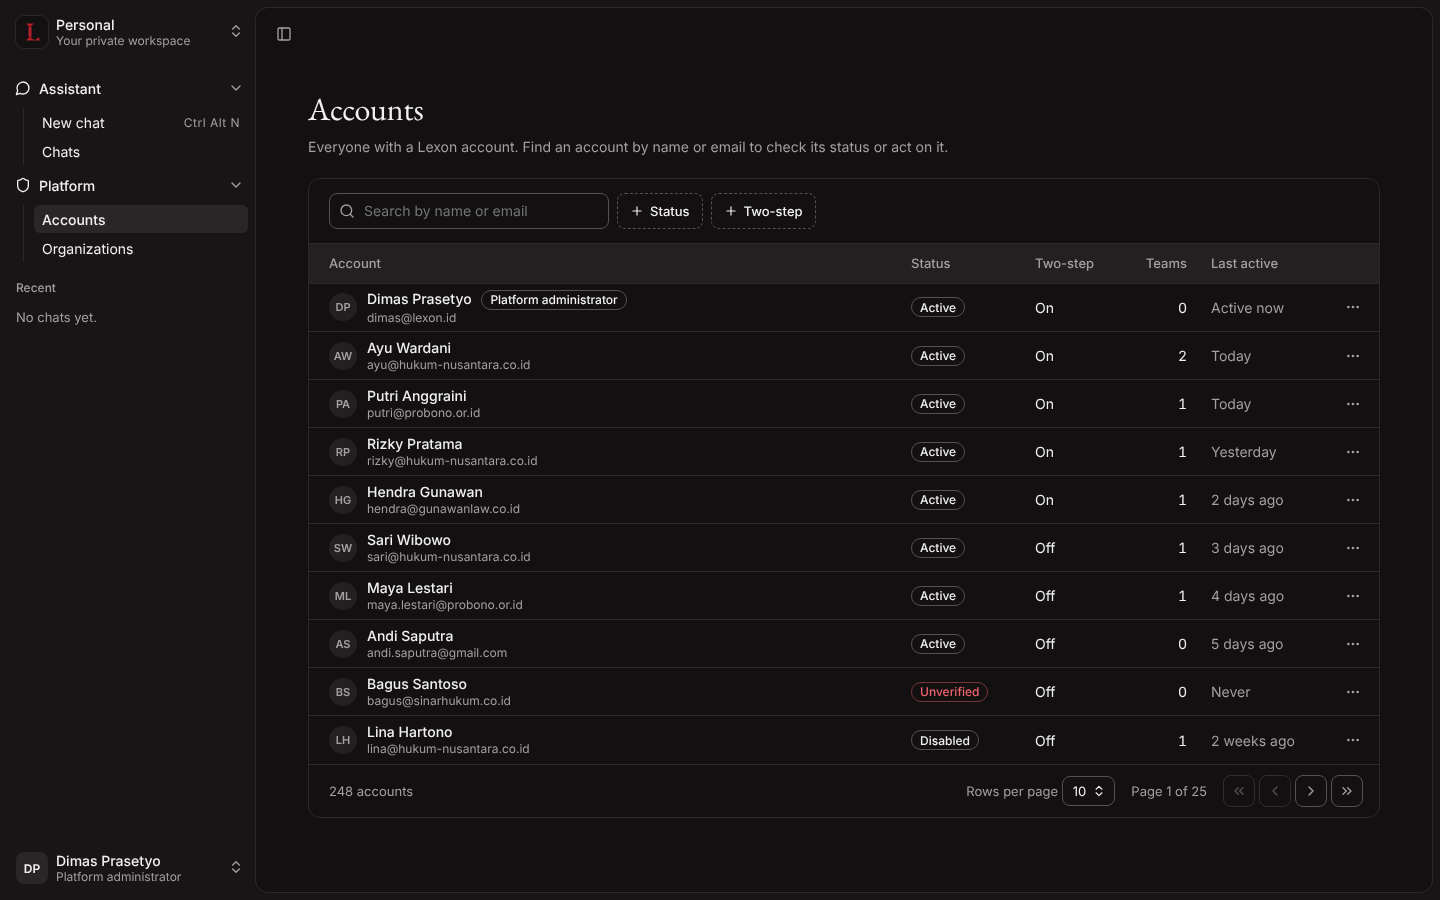 L
Personal
Your private workspace
Assistant
New chat Ctrl Alt N
Chats
Platform
Accounts
Organizations
Recent
No chats yet.
DP
Dimas Prasetyo
Platform administrator
Accounts
Everyone with a Lexon account. Find an account by name or email to check its status or act on it.
Search by name or email + Status + Two-step
Account Status Two-step Teams Last active
DP Dimas Prasetyo Platform administrator Active On 0 Active now ···
dimas@lexon.id
AW Ayu Wardani Active On 2 Today ···
ayu@hukum-nusantara.co.id
PA Putri Anggraini Active On 1 Today ···
putri@probono.or.id
RP Rizky Pratama Active On 1 Yesterday ···
rizky@hukum-nusantara.co.id
HG Hendra Gunawan Active On 1 2 days ago ···
hendra@gunawanlaw.co.id
SW Sari Wibowo Active Off 1 3 days ago ···
sari@hukum-nusantara.co.id
ML Maya Lestari Active Off 1 4 days ago ···
maya.lestari@probono.or.id
AS Andi Saputra Active Off 0 5 days ago ···
andi.saputra@gmail.com
BS Bagus Santoso Unverified Off 0 Never ···
bagus@sinarhukum.co.id
LH Lina Hartono Disabled Off 1 2 weeks ago ···
lina@hukum-nusantara.co.id
248 accounts Rows per page 10 Page 1 of 25 « ‹ › »